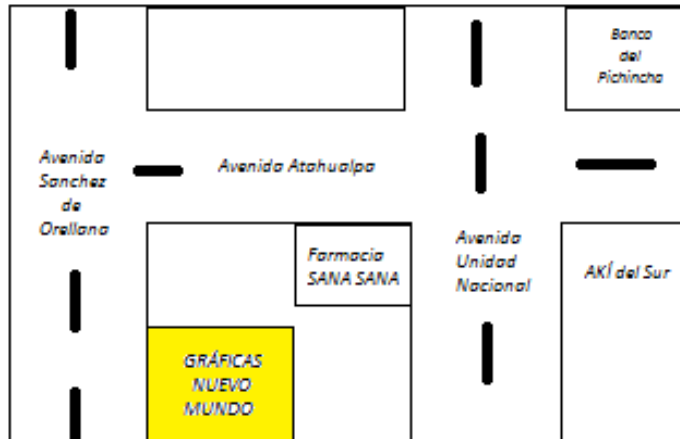 Banco
del
Pichincha
Avenida
Sanchez
de
Orellana
Avenida Atahualpa
Farmacia
SANA SANA
Avenida
Unidad
Nacional
AKÍ del Sur
GRÁFICAS
NUEVO
MUNDO